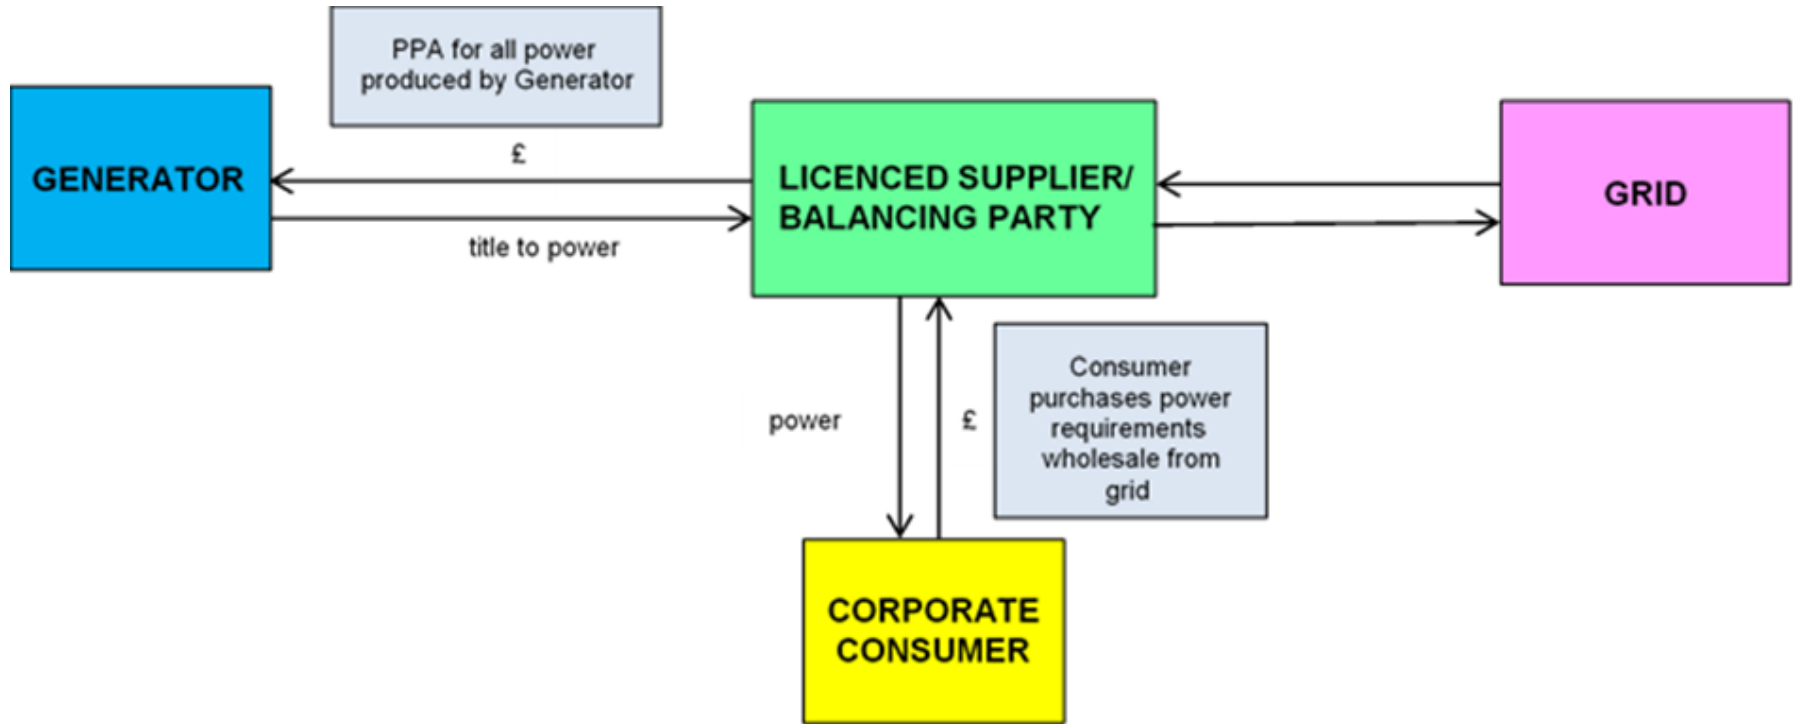 PPA for all power
produced by Generator
GENERATOR
£
title to power
LICENCED SUPPLIER/
BALANCING PARTY
GRID
power
£
Consumer
purchases power
requirements
wholesale from
grid
CORPORATE
CONSUMER